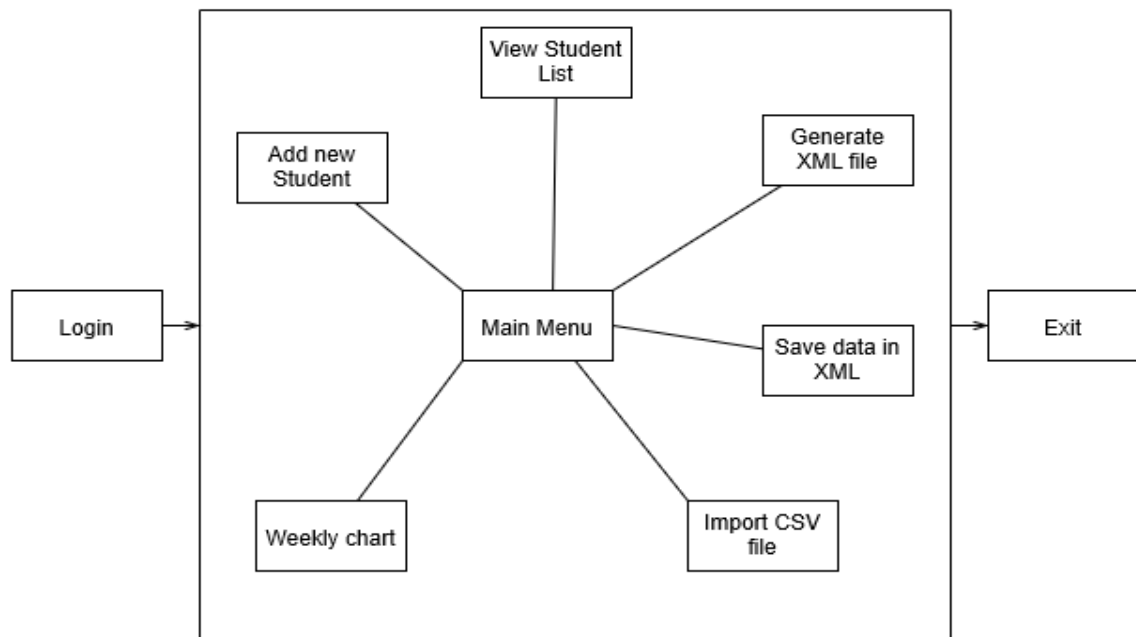 View Student
List
Generate
XML file
Add new
Student
Login
Main Menu
Exit
Save data in
XML
Weekly chart
Import CSV
file